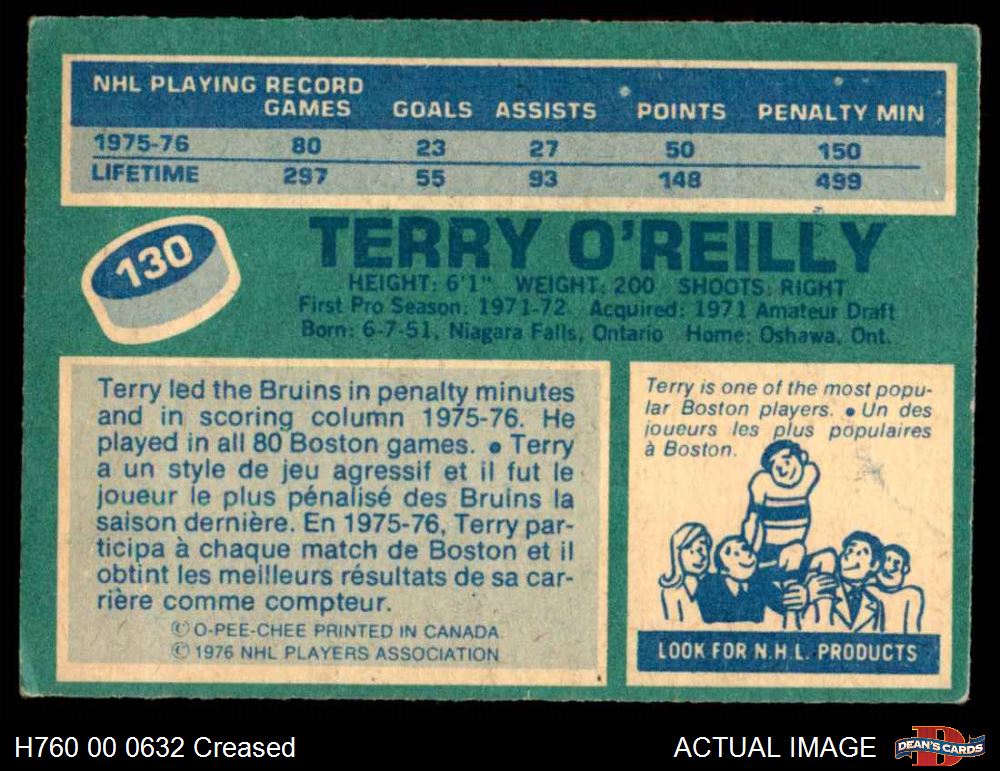 NHL PLAYING RECORD
GAMES GOALS ASSISTS POINTS PENALTY MIN
1975-76 80 23 27 50 150
LIFETIME 297 55 93 148 499
130
TERRY O'REILLY
HEIGHT: 6'1" WEIGHT: 200 SHOOTS: RIGHT
First Pro Season: 1971-72 Acquired: 1971 Amateur Draft
Born: 6-7-51, Niagara Falls, Ontario Home: Oshawa, Ont.
Terry led the Bruins in penalty minutes
and in scoring column 1975-76. He
played in all 80 Boston games. • Terry
a un style de jeu agressif et il fut le
joueur le plus pénalisé des Bruins la
saison dernière. En 1975-76, Terry par-
ticipa à chaque match de Boston et il
obtint les meilleurs résultats de sa car-
rière comme compteur.
© O-PEE-CHEE PRINTED IN CANADA
© 1976 NHL PLAYERS ASSOCIATION
Terry is one of the most popu-
lar Boston players. • Un des
joueurs les plus populaires
à Boston.
LOOK FOR N.H.L. PRODUCTS
H760 00 0632 Creased
ACTUAL IMAGE
D
DEAN'S CARDS